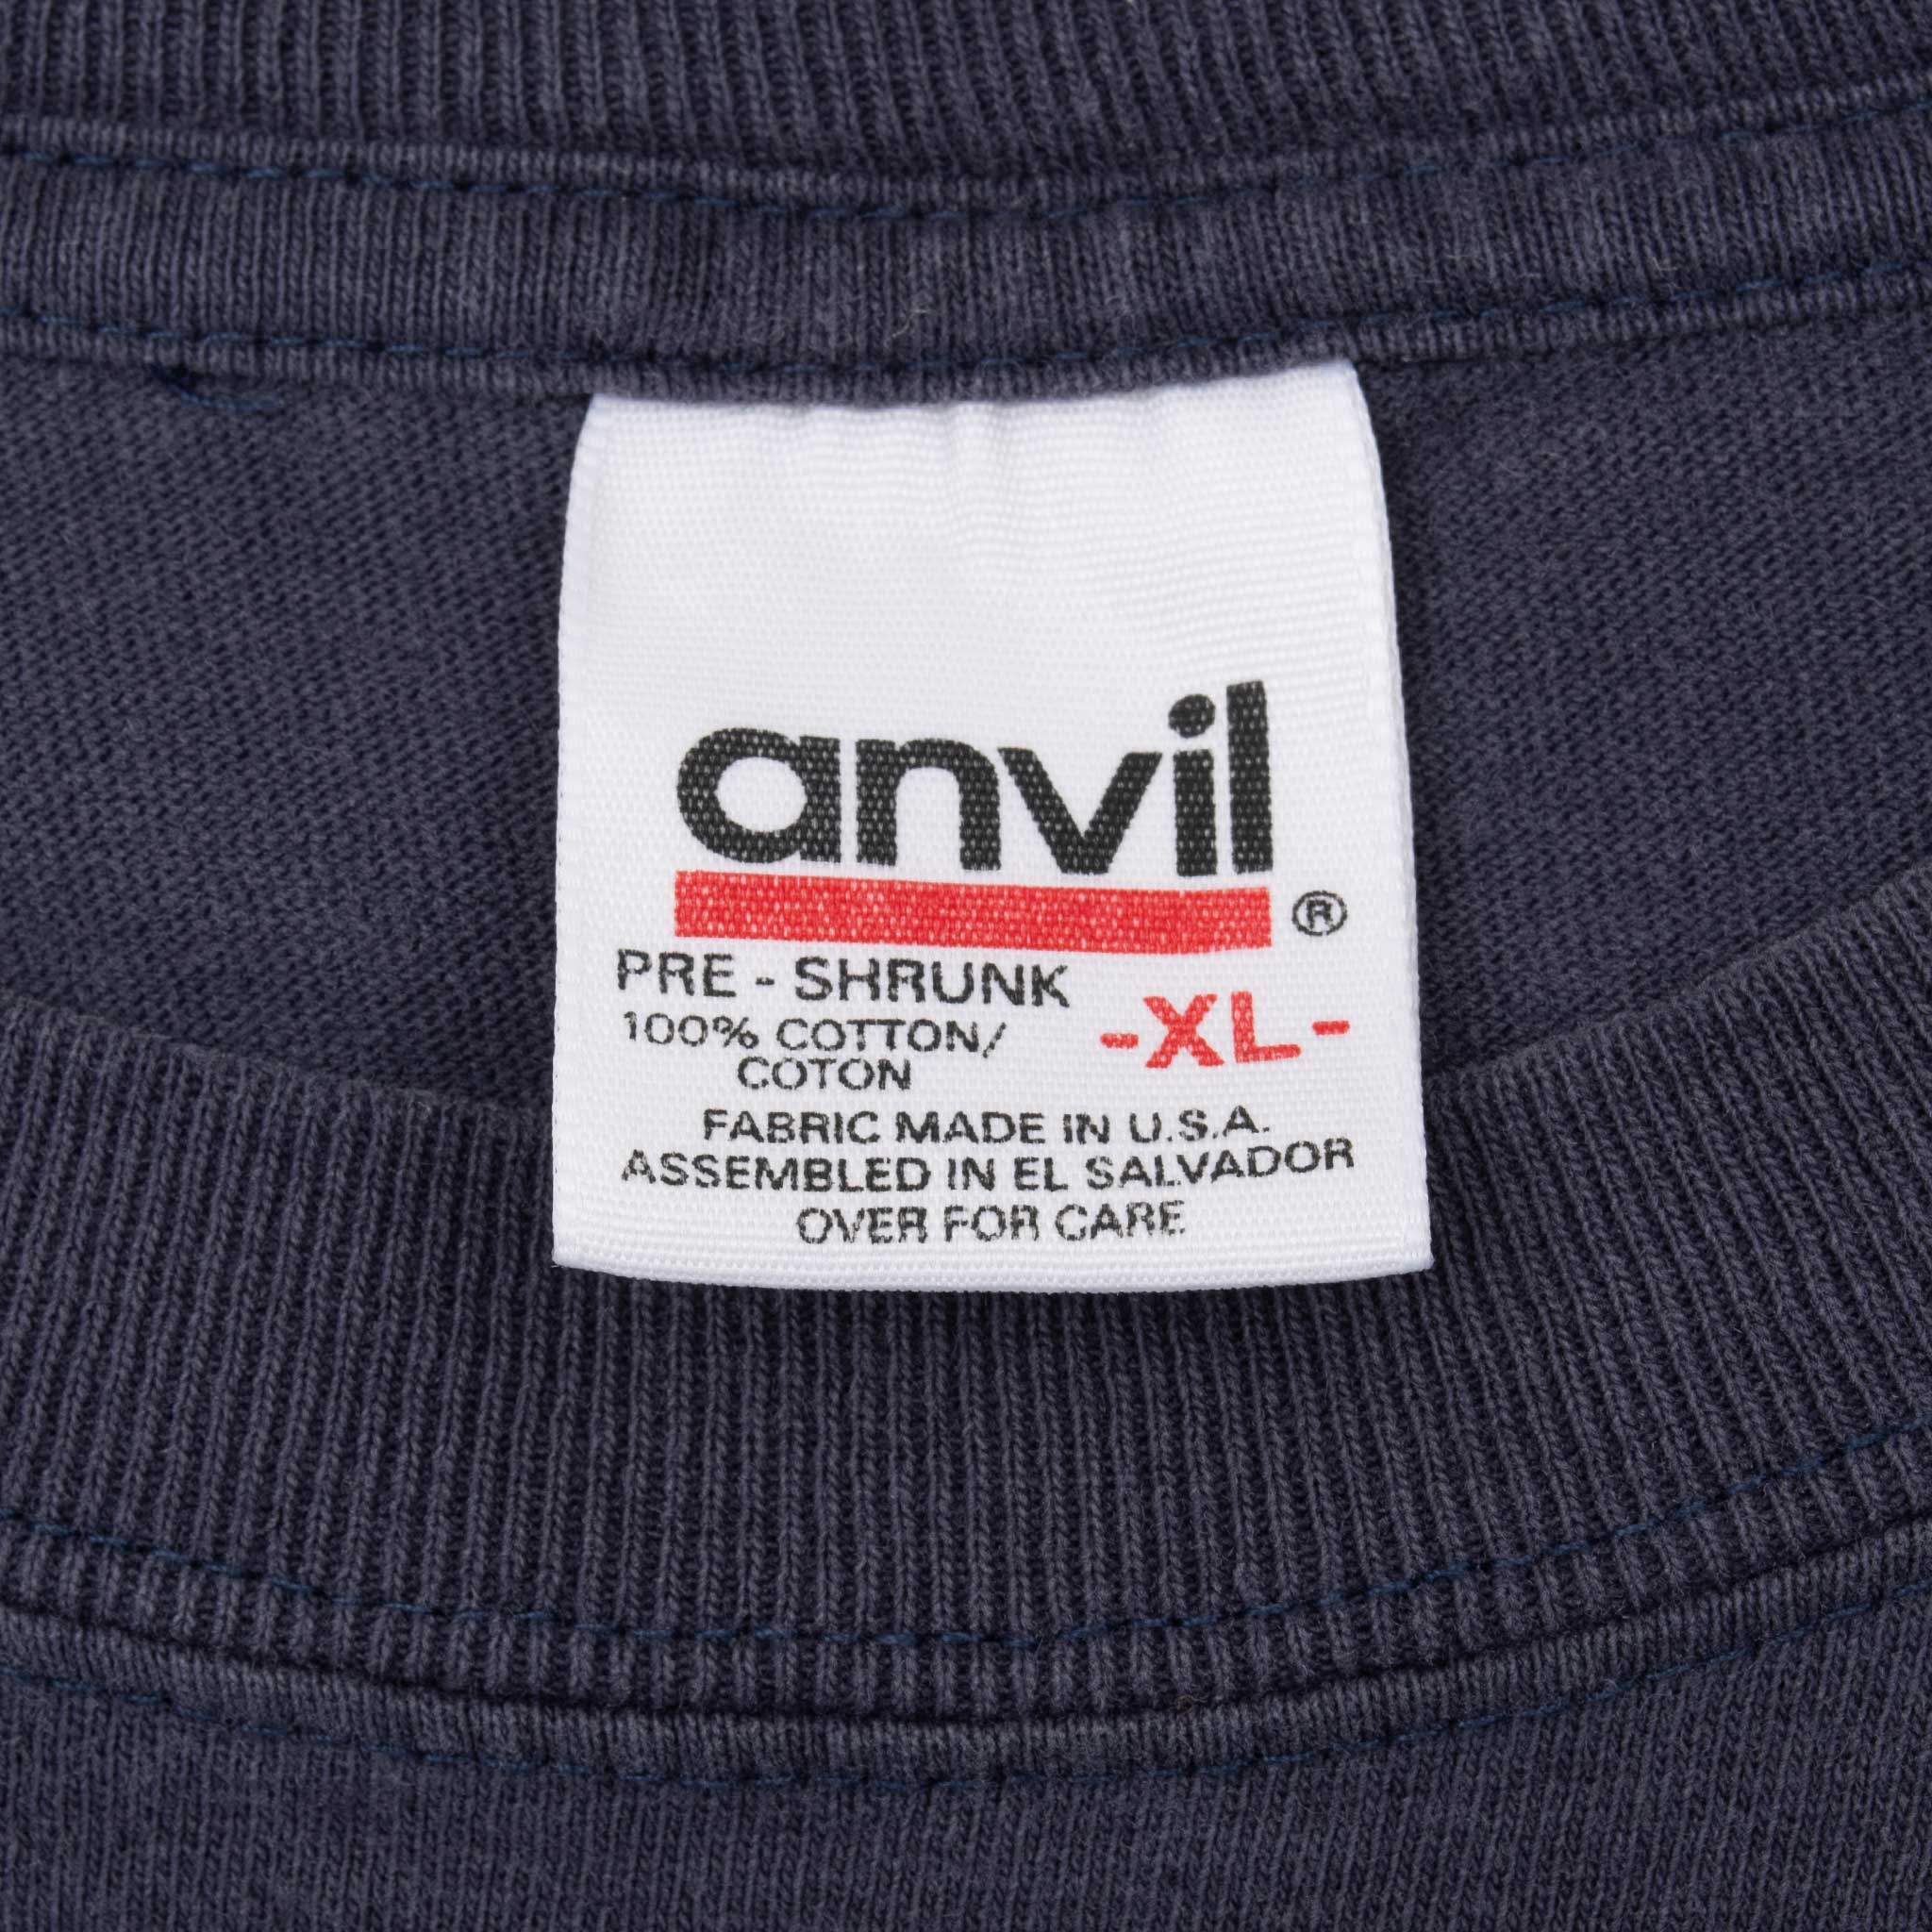 anvil ®
PRE - SHRUNK
-XL-
100% COTTON/
COTON
FABRIC MADE IN U.S.A.
ASSEMBLED IN EL SALVADOR
OVER FOR CARE